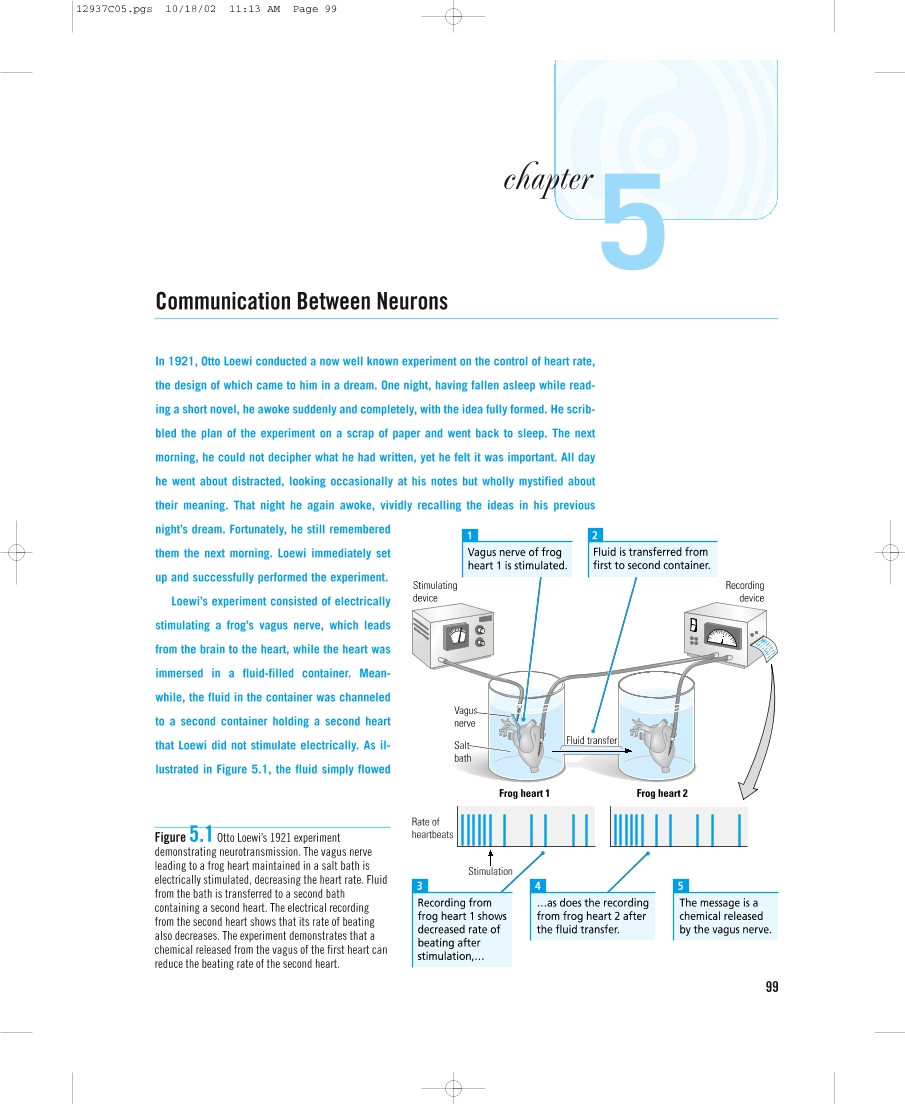 12937C05.pgs 10/18/02 11:13 AM Page 99
chapter 5
Communication Between Neurons
In 1921, Otto Loewi conducted a now well known experiment on the control of heart rate,
the design of which came to him in a dream. One night, having fallen asleep while read-
ing a short novel, he awoke suddenly and completely, with the idea fully formed. He scrib-
bled the plan of the experiment on a scrap of paper and went back to sleep. The next
morning, he could not decipher what he had written, yet he felt it was important. All day
he went about distracted, looking occasionally at his notes but wholly mystified about
their meaning. That night he again awoke, vividly recalling the ideas in his previous
night's dream. Fortunately, he still remembered
them the next morning. Loewi immediately set
up and successfully performed the experiment.
Loewi's experiment consisted of electrically
stimulating a frog's vagus nerve, which leads
from the brain to the heart, while the heart was
immersed in a fluid-filled container. Mean-
while, the fluid in the container was channeled
to a second container holding a second heart
that Loewi did not stimulate electrically. As il-
lustrated in Figure 5.1, the fluid simply flowed
Figure 5.1 Otto Loewi's 1921 experiment
demonstrating neurotransmission. The vagus nerve
leading to a frog heart maintained in a salt bath is
electrically stimulated, decreasing the heart rate. Fluid
from the bath is transferred to a second bath
containing a second heart. The electrical recording
from the second heart shows that its rate of beating
also decreases. The experiment demonstrates that a
chemical released from the vagus of the first heart can
reduce the beating rate of the second heart.
1
Vagus nerve of frog
heart 1 is stimulated.
2
Fluid is transferred from
first to second container.
Stimulating
device
Recording
device
Vagus
nerve
Salt
bath
Fluid transfer
Frog heart 1
Frog heart 2
Rate of
heartbeats
Stimulation
3
Recording from
frog heart 1 shows
decreased rate of
beating after
stimulation,…
4
…as does the recording
from frog heart 2 after
the fluid transfer.
5
The message is a
chemical released
by the vagus nerve.
99